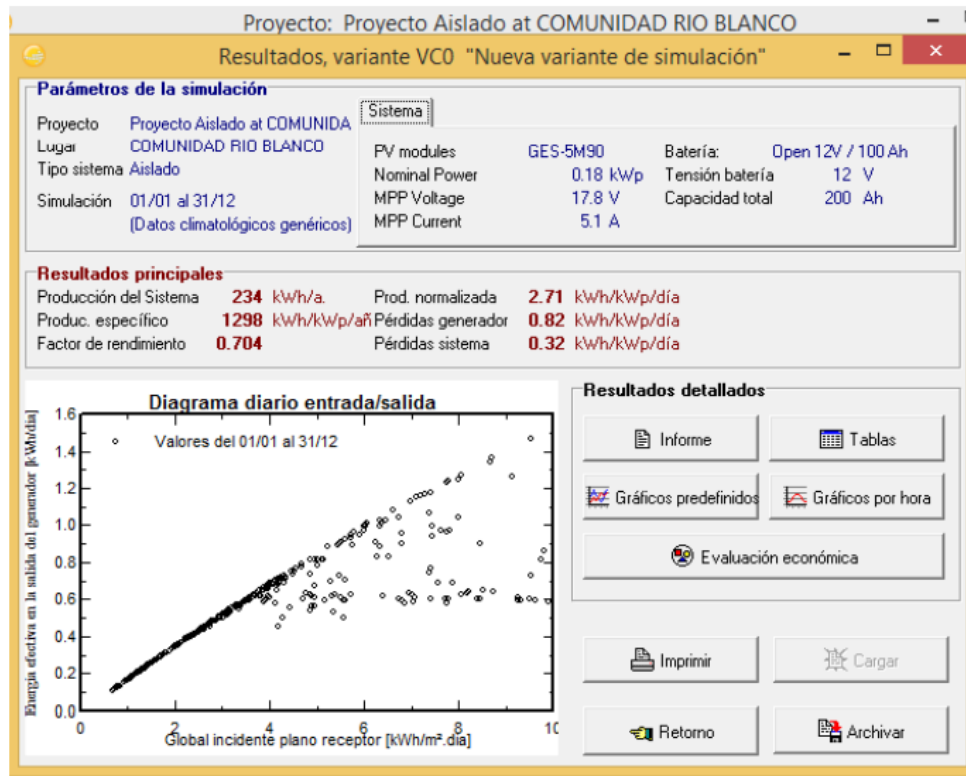 Proyecto: Proyecto Aislado at COMUNIDAD RIO BLANCO
Resultados, variante VC0 "Nueva variante de simulación"
Parámetros de la simulación
Proyecto Proyecto Aislado at COMUNIDA
Lugar COMUNIDAD RIO BLANCO
Tipo sistema Aislado
Simulación 01/01 al 31/12
(Datos climatológicos genéricos)
Sistema
PV modules GES-5M90 Batería: Open 12V / 100 Ah
Nominal Power 0.18 kWp Tensión batería 12 V
MPP Voltage 17.8 V Capacidad total 200 Ah
MPP Current 5.1 A
Resultados principales
Producción del Sistema 234 kWh/a. Prod. normalizada 2.71 kWh/kWp/día
Produc. específico 1298 kWh/kWp/añ Pérdidas generador 0.82 kWh/kWp/día
Factor de rendimiento 0.704 Pérdidas sistema 0.32 kWh/kWp/día
Diagrama diario entrada/salida
Valores del 01/01 al 31/12
Energía efectiva en la salida del generador [kWh/día]
1.6
1.4
1.2
1.0
0.8
0.6
0.4
0.2
0.0
0 2 4 6 8 10
Global incidente plano receptor [kWh/m².día]
Resultados detallados
Informe Tablas
Gráficos predefinidos Gráficos por hora
Evaluación económica
Imprimir Cargar
Retorno Archivar